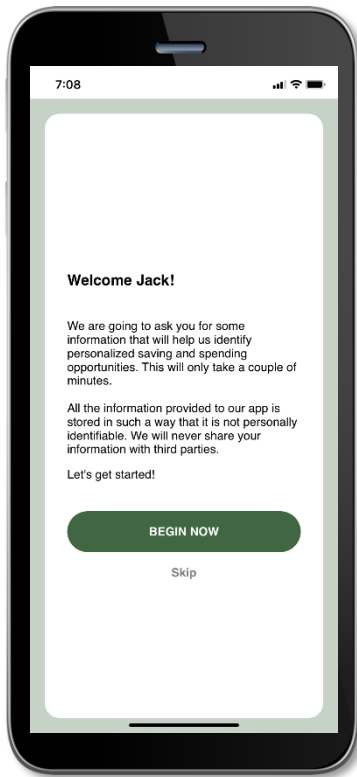 7:08
Welcome Jack!
We are going to ask you for some
information that will help us identify
personalized saving and spending
opportunities. This will only take a couple of
minutes.
All the information provided to our app is
stored in such a way that it is not personally
identifiable. We will never share your
information with third parties.
Let's get started!
BEGIN NOW
Skip